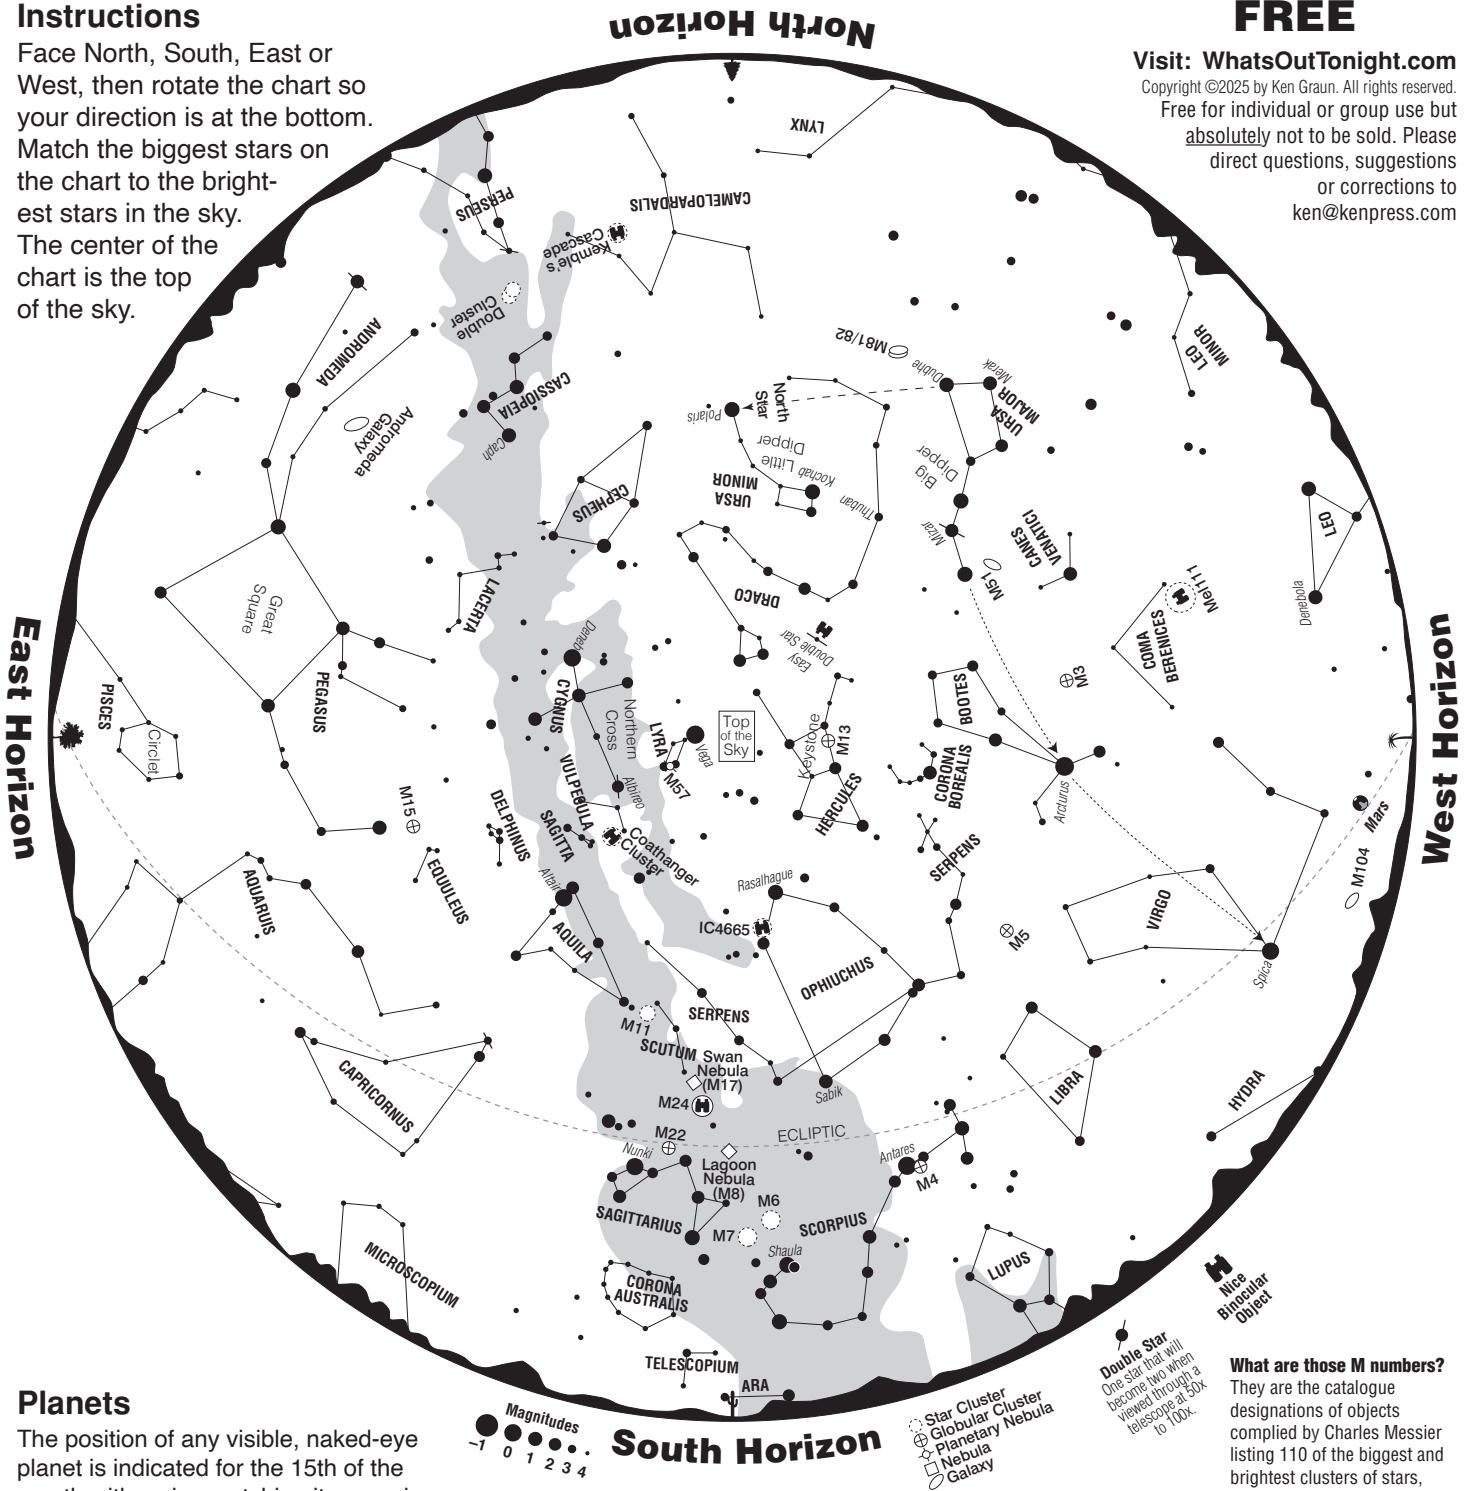 Instructions
Face North, South, East or
West, then rotate the chart so
your direction is at the bottom.
Match the biggest stars on
the chart to the bright-
est stars in the sky.
The center of the
chart is the top
of the sky.
North Horizon
FREE
Visit: WhatsOutTonight.com
Copyright ©2025 by Ken Graun. All rights reserved.
Free for individual or group use but
absolutely not to be sold. Please
direct questions, suggestions
or corrections to
ken@kenpress.com
LYNX
PERSEUS
CAMELOPARDALIS
Kemble's
Cascade
Double
Cluster
ANDROMEDA
Andromeda
Galaxy
CASSIOPEIA
Caph
M81/82
Dubhe
Merak
URSA
MAJOR
LEO
MINOR
North
Star
Polaris
Little
Dipper
Kochab
URSA
MINOR
Thuban
Big
Dipper
Mizar
CEPHEUS
CANES
VENATICI
M51
LEO
Denebola
Mel111
COMA
BERENICES
M3
DRACO
Easy
Double Star
LACERTA
Great
Square
PEGASUS
East Horizon
PISCES
Circlet
Deneb
CYGNUS
Northern
Cross
LYRA
Vega
M57
Top
of the
Sky
Keystone
M13
HERCULES
BOOTES
CORONA
BOREALIS
Arcturus
West Horizon
Mars
M104
VULPECULA
Albireo
SAGITTA
Coathanger
Cluster
DELPHINUS
M15
EQUULEUS
AQUARUIS
Altair
AQUILA
Rasalhague
IC4665
OPHIUCHUS
SERPENS
M5
VIRGO
Spica
M11
SERPENS
SCUTUM
Swan
Nebula
(M17)
M24
Sabik
CAPRICORNUS
M22
ECLIPTIC
Nunki
Lagoon
Nebula
(M8)
Antares
M4
LIBRA
HYDRA
SAGITTARIUS
M6
M7
SCORPIUS
Shaula
LUPUS
MICROSCOPIUM
CORONA
AUSTRALIS
TELESCOPIUM
ARA
South Horizon
Planets
The position of any visible, naked-eye
planet is indicated for the 15th of the
Magnitudes
–1 0 1 2 3 4
Star Cluster
Globular Cluster
Planetary Nebula
Nebula
Galaxy
Double Star
One star that will
become two when
viewed through a
telescope at 50x
to 100x.
Nice
Binocular
Object
What are those M numbers?
They are the catalogue
designations of objects
complied by Charles Messier
listing 110 of the biggest and
brightest clusters of stars,